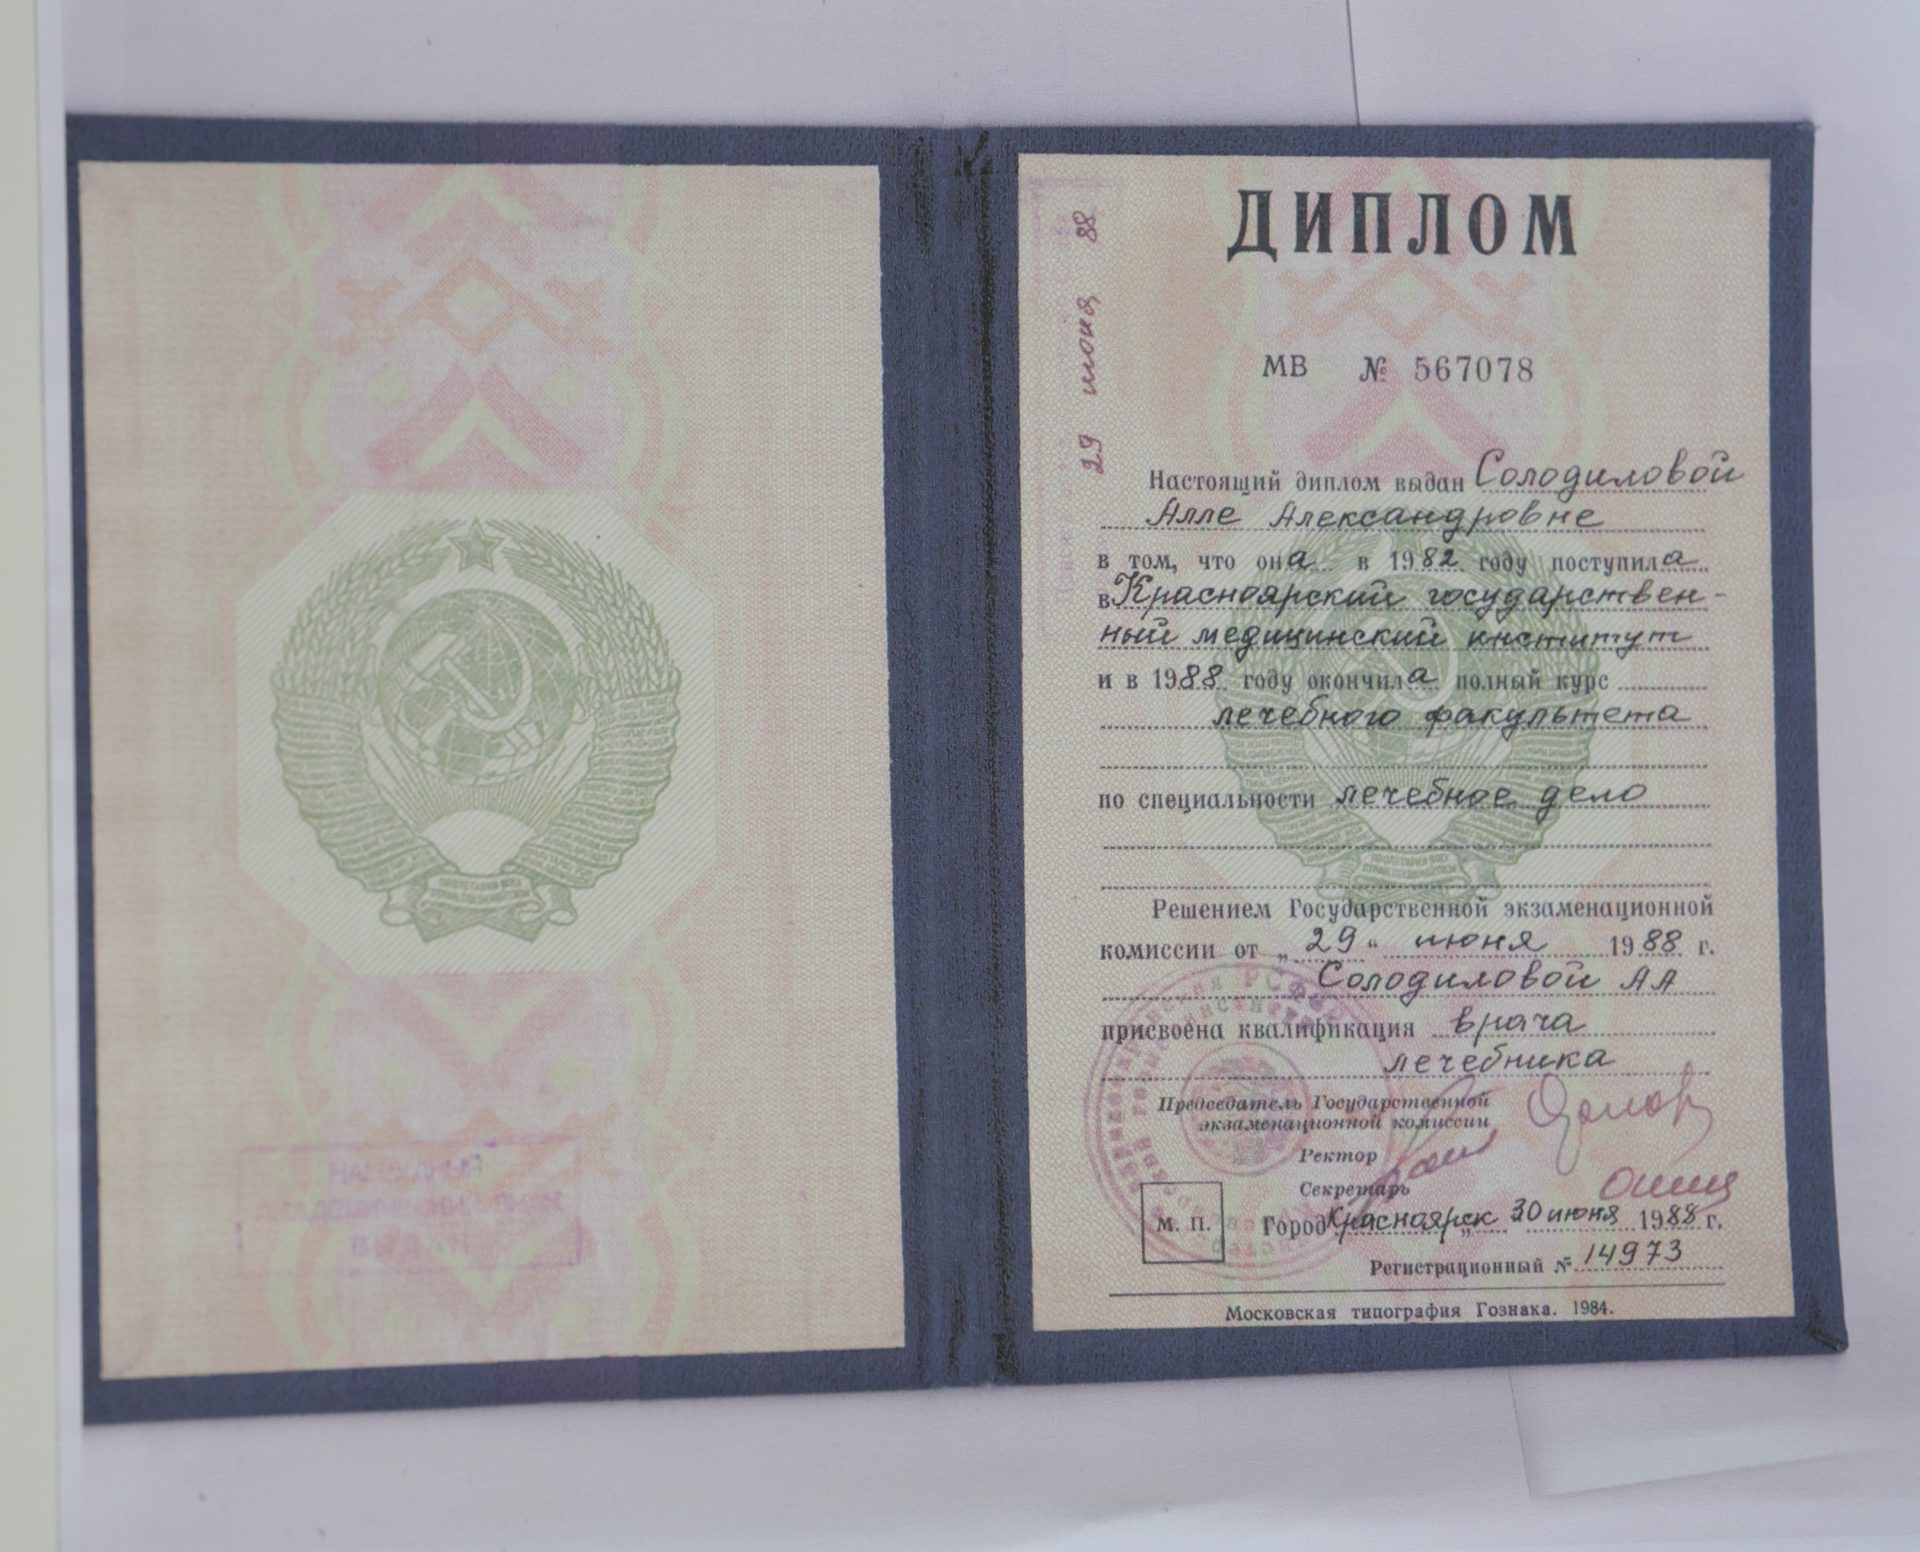 ДИПЛОМ
МВ № 567078
29 июня 88
Настоящий диплом выдан Солодиловой
Алле Александровне
в том, что она в 1982 году поступила
в Красноярский государствен-
ный медицинский институт
и в 1988 году окончила полный курс
лечебного факультета
по специальности лечебное дело
Решением Государственной экзаменационной
комиссии от „29“ июня 1988 г.
Солодиловой А А
присвоена квалификация врача
лечебника
Председатель Государственной
экзаменационной комиссии
Ректор
Секретарь
М. П. Город Красноярск 30 июня 1988 г.
Регистрационный № 14973
Московская типография Гознака. 1984.